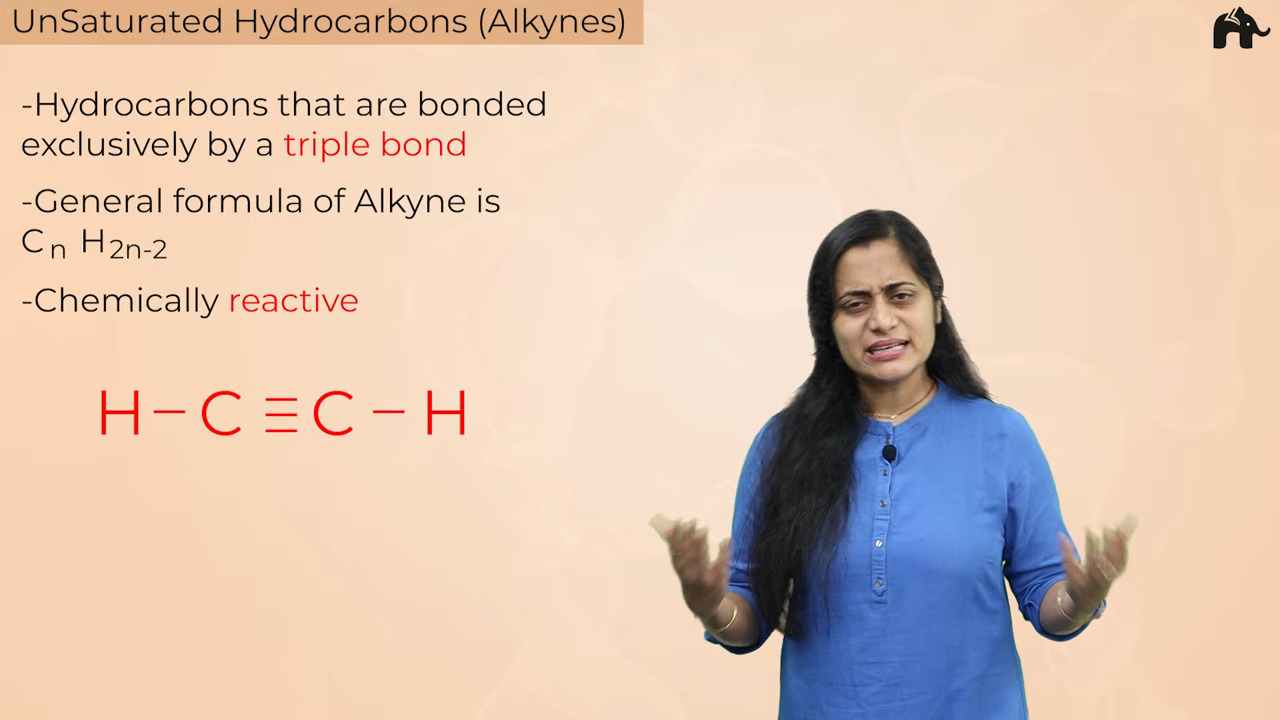 UnSaturated Hydrocarbons (Alkynes)
-Hydrocarbons that are bonded
exclusively by a triple bond
-General formula of Alkyne is
C n H 2n-2
-Chemically reactive
H – C ≡ C – H